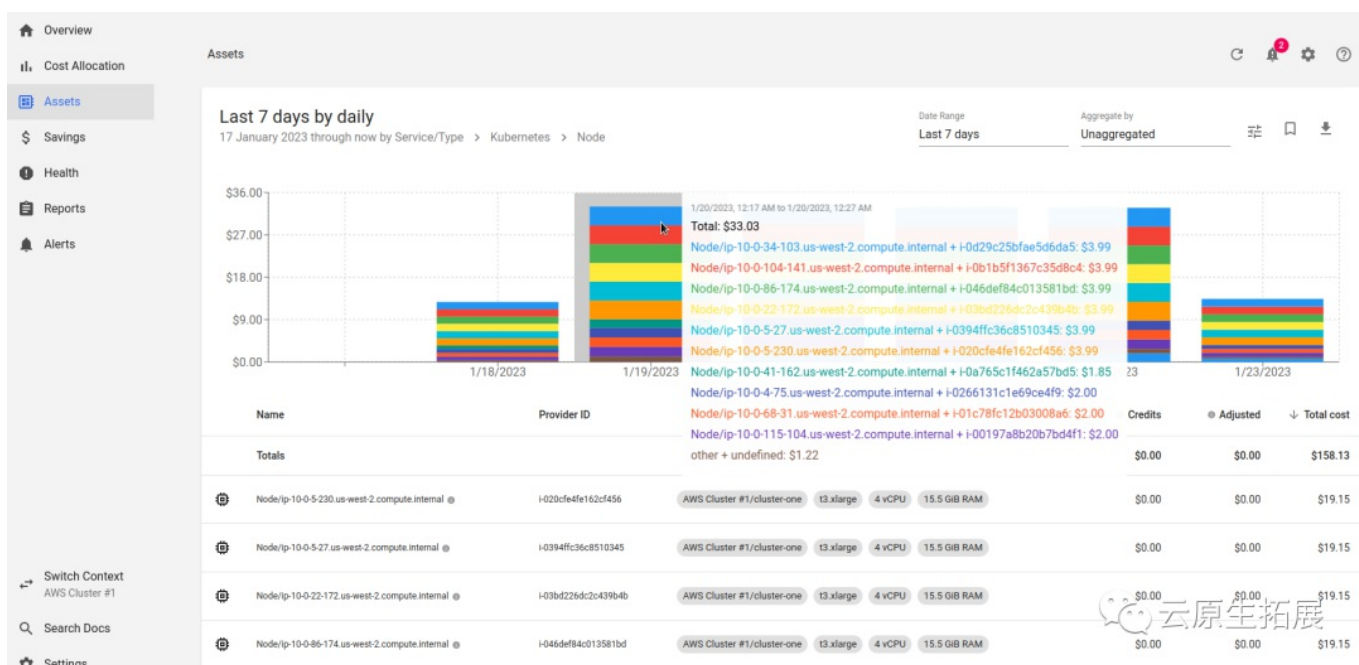 Overview
Cost Allocation
Assets
Savings
Health
Reports
Alerts
Switch Context
AWS Cluster #1
Search Docs
Settings
Assets
2
Last 7 days by daily
17 January 2023 through now by Service/Type > Kubernetes > Node
Date Range
Last 7 days
Aggregate by
Unaggregated
$36.00
$27.00
$18.00
$9.00
$0.00
1/18/2023
1/19/2023
23
1/23/2023
1/20/2023, 12:17 AM to 1/20/2023, 12:27 AM
Total: $33.03
Node/ip-10-0-34-103.us-west-2.compute.internal + i-0d29c25bfae5d6da5: $3.99
Node/ip-10-0-104-141.us-west-2.compute.internal + i-0b1b5f1367c35d8c4: $3.99
Node/ip-10-0-86-174.us-west-2.compute.internal + i-046def84c013581bd: $3.99
Node/ip-10-0-22-172.us-west-2.compute.internal + i-03bd226dc2c439b4b: $3.99
Node/ip-10-0-5-27.us-west-2.compute.internal + i-0394ffc36c8510345: $3.99
Node/ip-10-0-5-230.us-west-2.compute.internal + i-020cfe4fe162cf456: $3.99
Node/ip-10-0-41-162.us-west-2.compute.internal + i-0a765c1f462a57bd5: $1.85
Node/ip-10-0-4-75.us-west-2.compute.internal + i-0266131c1e69ce4f9: $2.00
Node/ip-10-0-68-31.us-west-2.compute.internal + i-01c78fc12b03008a6: $2.00
Node/ip-10-0-115-104.us-west-2.compute.internal + i-00197a8b20b7bd4f1: $2.00
other + undefined: $1.22
Name Provider ID Credits Adjusted Total cost
Totals $0.00 $0.00 $158.13
Node/ip-10-0-5-230.us-west-2.compute.internal i-020cfe4fe162cf456 AWS Cluster #1/cluster-one t3.xlarge 4 vCPU 15.5 GiB RAM $0.00 $0.00 $19.15
Node/ip-10-0-5-27.us-west-2.compute.internal i-0394ffc36c8510345 AWS Cluster #1/cluster-one t3.xlarge 4 vCPU 15.5 GiB RAM $0.00 $0.00 $19.15
Node/ip-10-0-22-172.us-west-2.compute.internal i-03bd226dc2c439b4b AWS Cluster #1/cluster-one t3.xlarge 4 vCPU 15.5 GiB RAM $0.00 $0.00 $19.15
云原生拓展
Node/ip-10-0-86-174.us-west-2.compute.internal i-046def84c013581bd AWS Cluster #1/cluster-one t3.xlarge 4 vCPU 15.5 GiB RAM $0.00 $0.00 $19.15